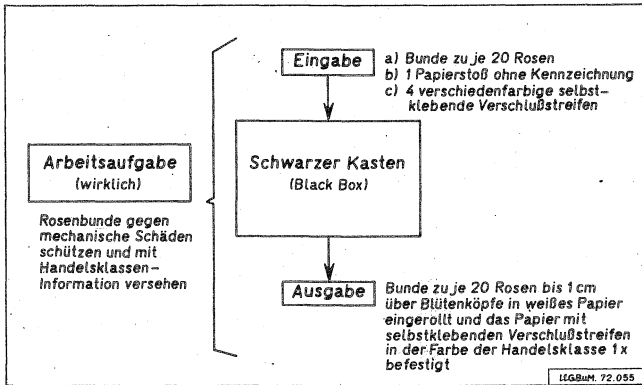 Eingabe
a) Bunde zu je 20 Rosen
b) 1 Papierstoß ohne Kennzeichnung
c) 4 verschiedenfarbige selbst-
klebende Verschlußstreifen
Arbeitsaufgabe
(wirklich)
Rosenbunde gegen
mechanische Schäden
schützen und mit
Handelsklassen-
Information versehen
Schwarzer Kasten
(Black Box)
Ausgabe
Bunde zu je 20 Rosen bis 1 cm
über Blütenköpfe in weißes Papier
eingerollt und das Papier mit
selbstklebenden Verschlußstreifen
in der Farbe der Handelsklasse 1x
befestigt
ILGBuM. 72.055